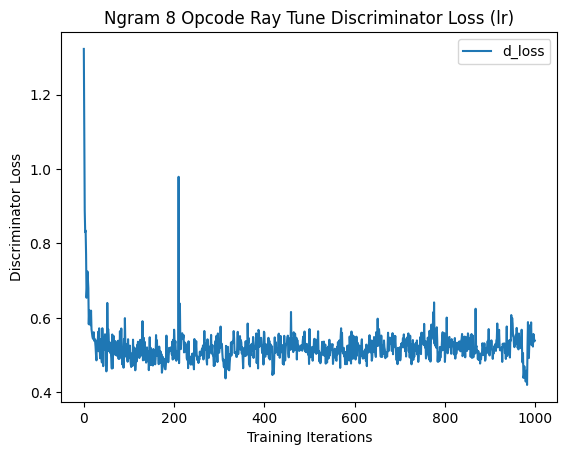 Ngram 8 Opcode Ray Tune Discriminator Loss (lr)
d_loss
Discriminator Loss
1.2
1.0
0.8
0.6
0.4
0
200
400
600
800
1000
Training Iterations